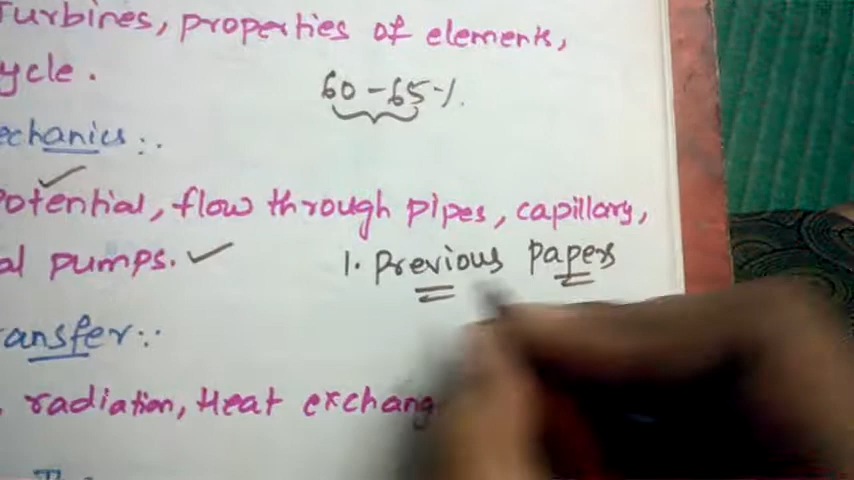 Turbines, properties of elements,
ycle.
60-65%.
echanics:.
Potential, flow through pipes, capillary,
al pumps.
1. Previous papers
ansfer:.
radiation, Heat exchang